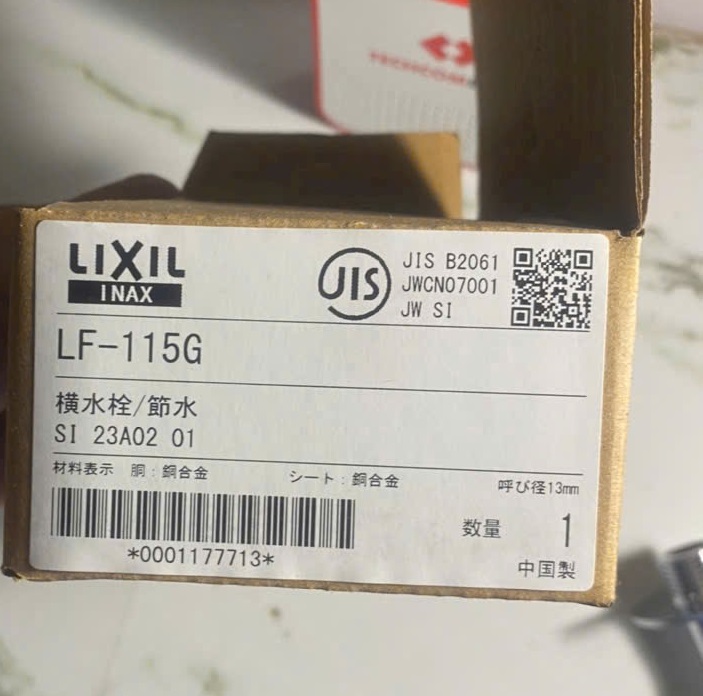 TECHCOM
LIXIL
INAX
JIS
JIS B2061
JWCN07001
JW SI
LF-115G
横水栓/節水
SI 23A02 01
材料表示 胴:銅合金 シート:銅合金
呼び径13mm
*0001177713*
数量 1
中国製